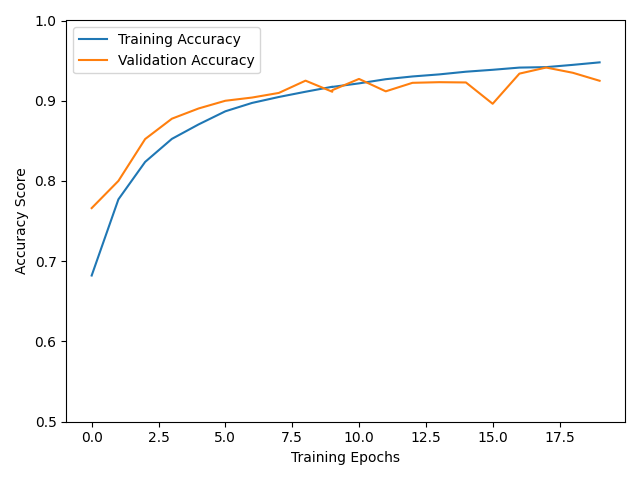 Training Accuracy
Validation Accuracy
1.0
0.9
0.8
0.7
0.6
0.5
Accuracy Score
0.0 2.5 5.0 7.5 10.0 12.5 15.0 17.5
Training Epochs